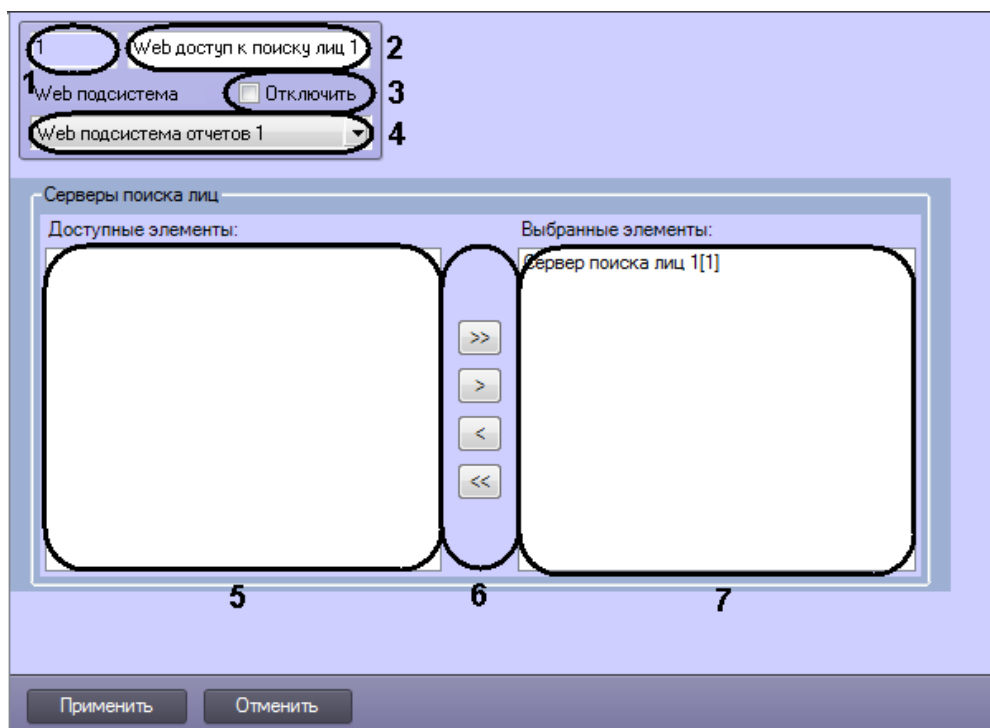 1 Web доступ к поиску лиц 1 2
1
Web подсистема Отключить 3
Web подсистема отчетов 1 4
Серверы поиска лиц
Доступные элементы: Выбранные элементы:
Сервер поиска лиц 1[1]
>>
>
<
<<
5 6 7
Применить Отменить